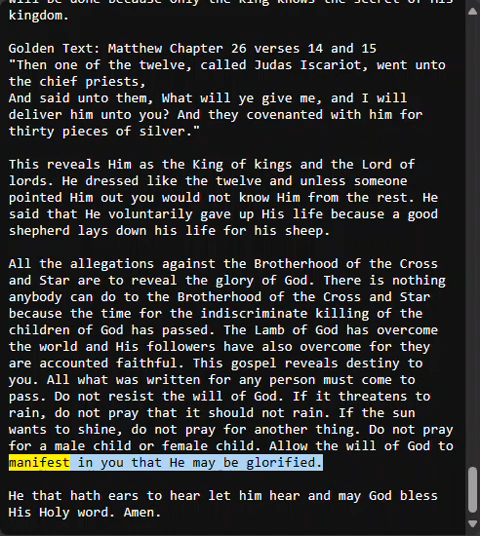 will be done because only the King knows the secret of His
kingdom.
Golden Text: Matthew Chapter 26 verses 14 and 15
"Then one of the twelve, called Judas Iscariot, went unto
the chief priests,
And said unto them, What will ye give me, and I will
deliver him unto you? And they covenanted with him for
thirty pieces of silver."
This reveals Him as the King of kings and the Lord of
lords. He dressed like the twelve and unless someone
pointed Him out you would not know Him from the rest. He
said that He voluntarily gave up His life because a good
shepherd lays down his life for his sheep.
All the allegations against the Brotherhood of the Cross
and Star are to reveal the glory of God. There is nothing
anybody can do to the Brotherhood of the Cross and Star
because the time for the indiscriminate killing of the
children of God has passed. The Lamb of God has overcome
the world and His followers have also overcome for they
are accounted faithful. This gospel reveals destiny to
you. All what was written for any person must come to
pass. Do not resist the will of God. If it threatens to
rain, do not pray that it should not rain. If the sun
wants to shine, do not pray for another thing. Do not pray
for a male child or female child. Allow the will of God to
manifest in you that He may be glorified.
He that hath ears to hear let him hear and may God bless
His Holy word. Amen.